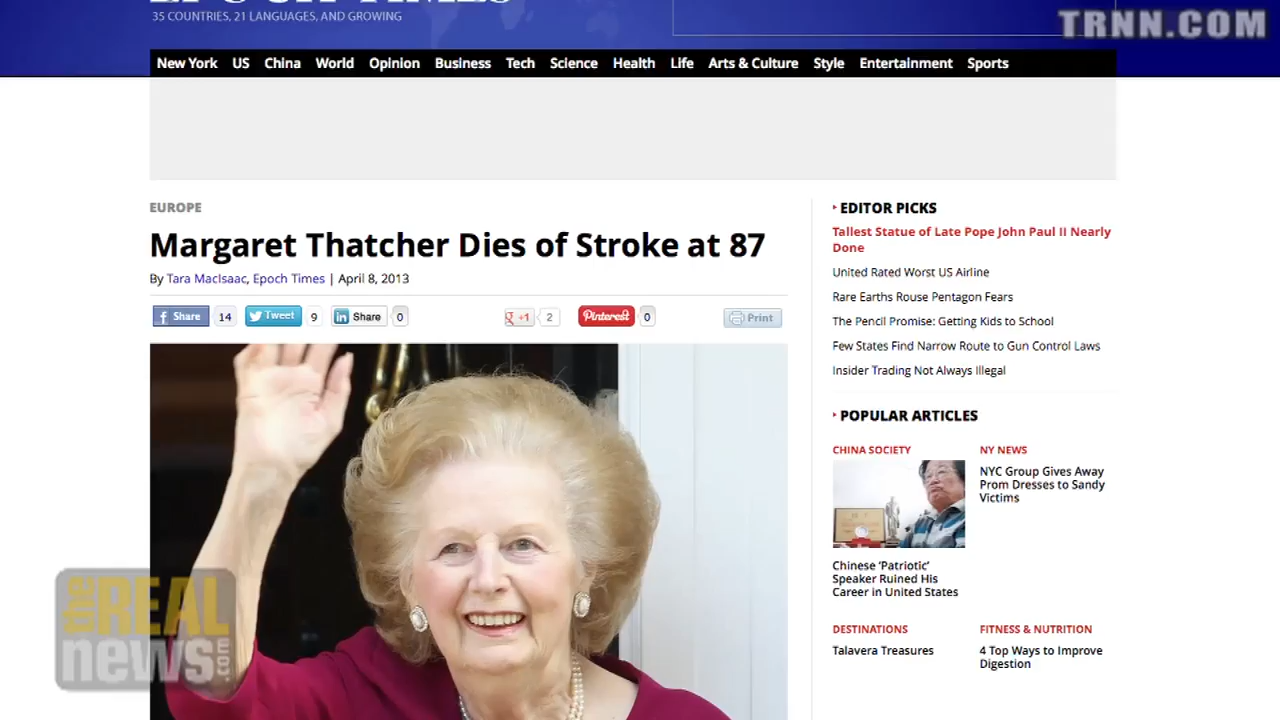 EPOCH TIMES
35 COUNTRIES, 21 LANGUAGES, AND GROWING
TRNN.COM
New York US China World Opinion Business Tech Science Health Life Arts & Culture Style Entertainment Sports
EUROPE
Margaret Thatcher Dies of Stroke at 87
By Tara MacIsaac, Epoch Times | April 8, 2013
Share 14 Tweet 9 in Share 0 g +1 2 Pinterest 0 Print
EDITOR PICKS
Tallest Statue of Late Pope John Paul II Nearly
Done
United Rated Worst US Airline
Rare Earths Rouse Pentagon Fears
The Pencil Promise: Getting Kids to School
Few States Find Narrow Route to Gun Control Laws
Insider Trading Not Always Illegal
POPULAR ARTICLES
CHINA SOCIETY
Chinese ‘Patriotic’
Speaker Ruined His
Career in United States
NY NEWS
NYC Group Gives Away
Prom Dresses to Sandy
Victims
DESTINATIONS
Talavera Treasures
FITNESS & NUTRITION
4 Top Ways to Improve
Digestion
the REAL
news.com